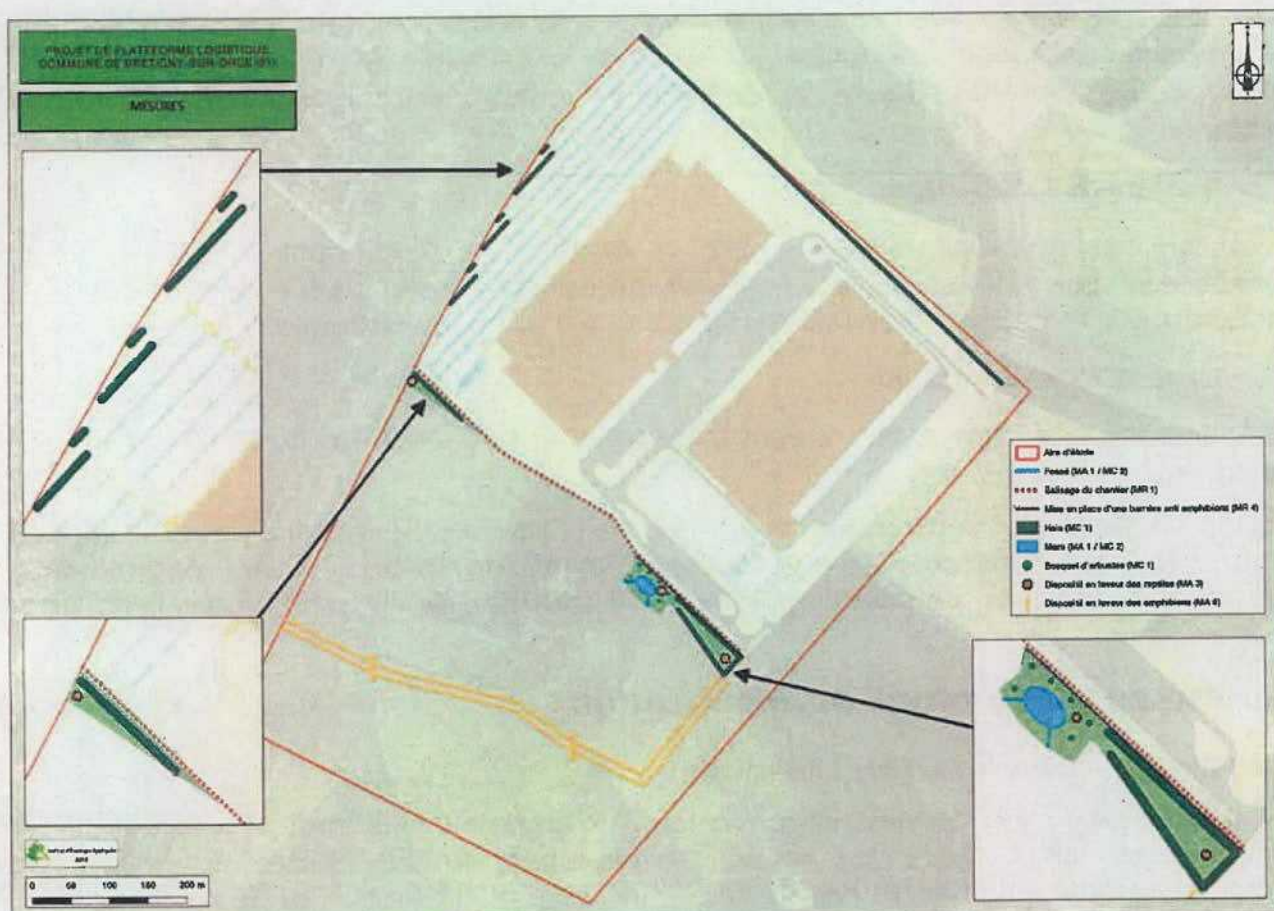 PROJET DE PLATEFORME LOGISTIQUE
COMMUNE DE BRETIGNY-SUR-ORGE (91)
MESURES
Aire d'étude
Fossé (MA 1 / MC 2)
Balisage du chantier (MR 1)
Mise en place d'une barrière anti amphibiens (MR 4)
Haie (MC 1)
Mare (MA 1 / MC 2)
Bosquet d'arbustes (MC 1)
Dispositif en faveur des reptiles (MA 3)
Dispositif en faveur des amphibiens (MA 6)
0 50 100 150 200 m